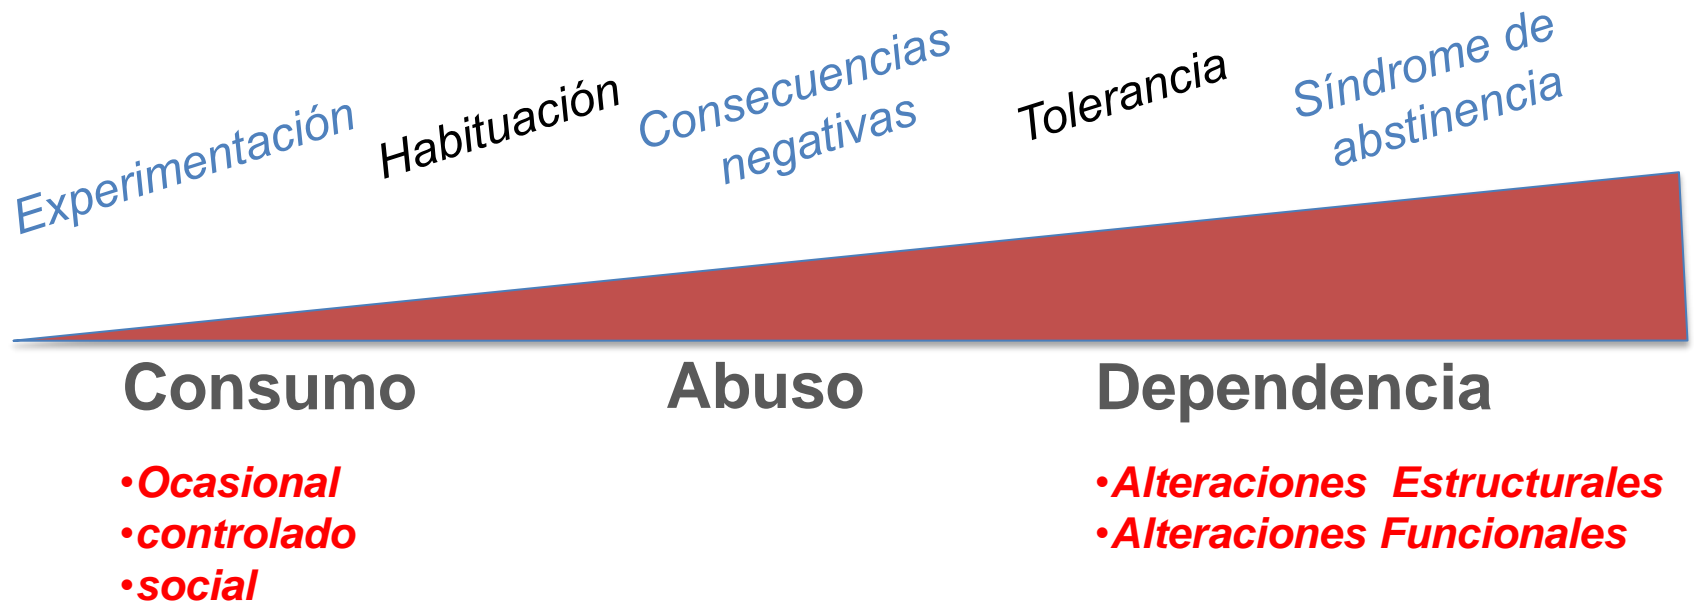 Experimentación
Habituación
Consecuencias
negativas
Tolerancia
Síndrome de
abstinencia
Consumo
•Ocasional
•controlado
•social
Abuso
Dependencia
•Alteraciones Estructurales
•Alteraciones Funcionales